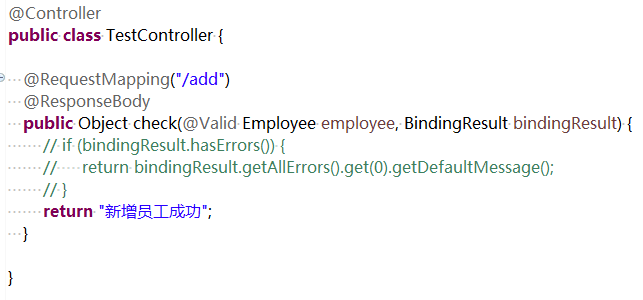 @Controller
public class TestController {
@RequestMapping("/add")
@ResponseBody
public Object check(@Valid Employee employee, BindingResult bindingResult) {
// if (bindingResult.hasErrors()) {
// return bindingResult.getAllErrors().get(0).getDefaultMessage();
// }
return "新增员工成功";
}
}